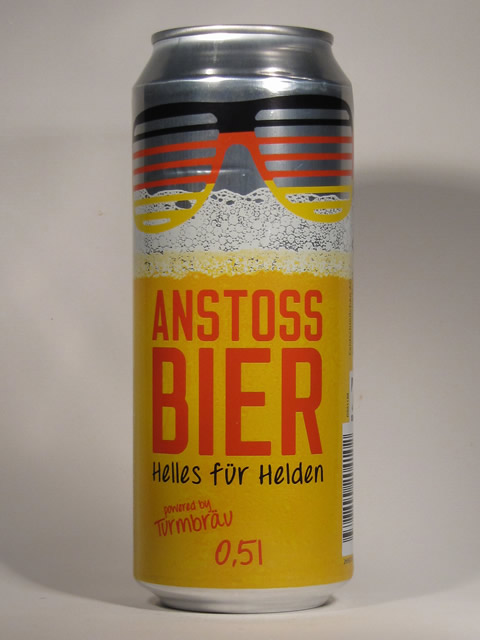 ANSTOSS
BIER
Helles für Helden
powered by
Turmbräu
0,5l